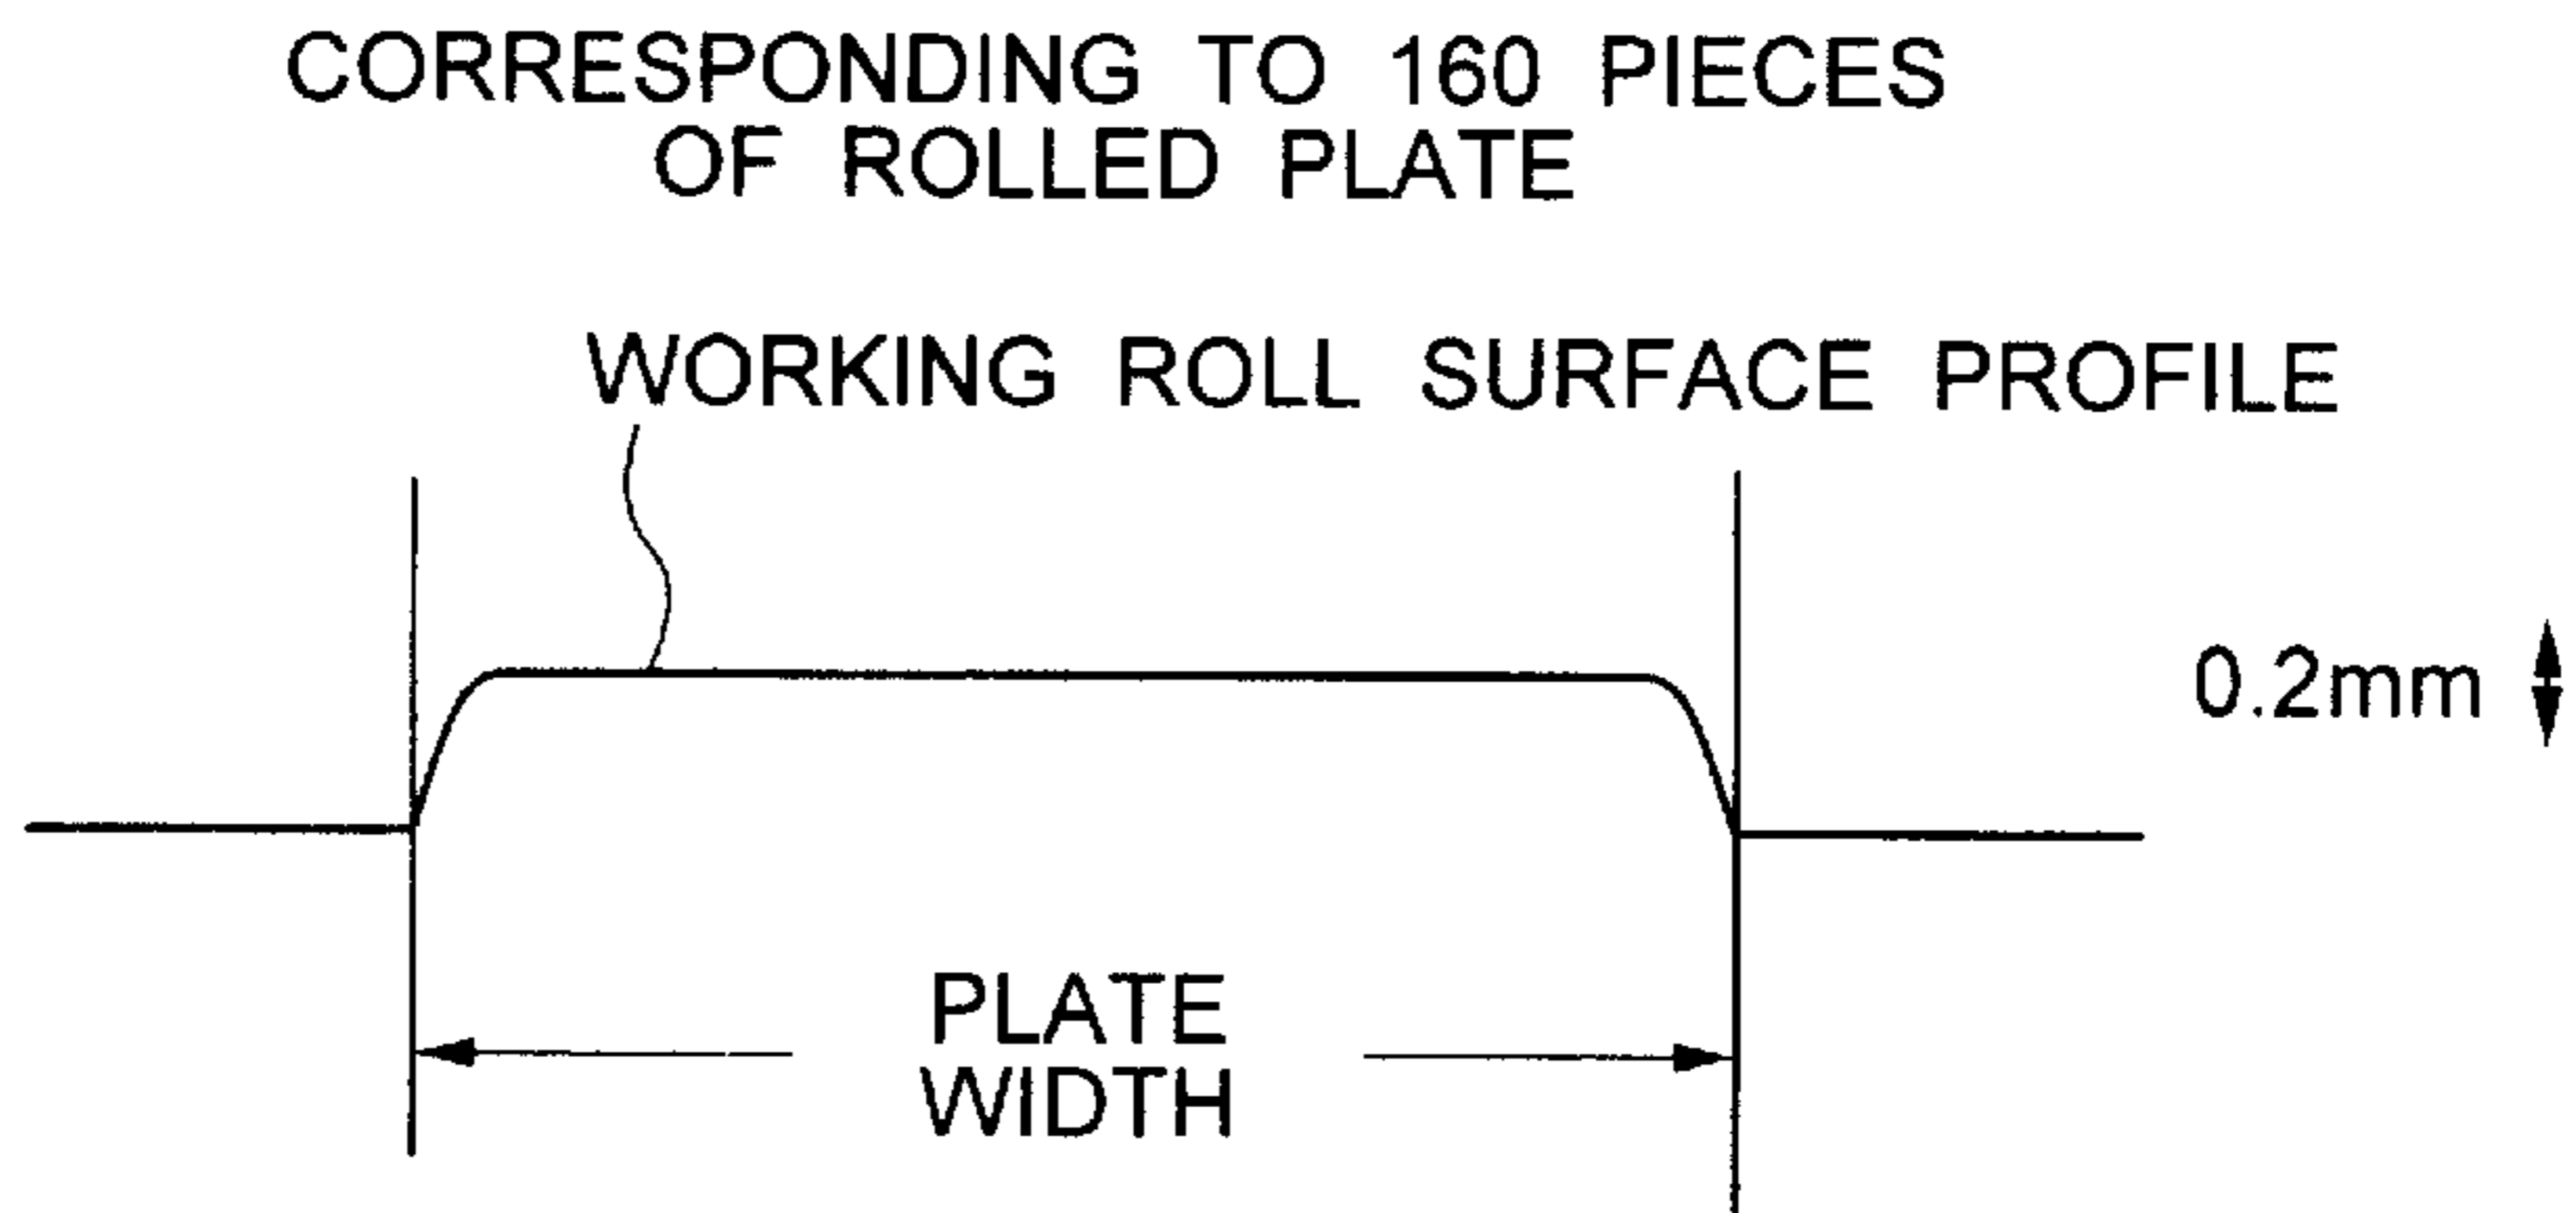 CORRESPONDING TO 160 PIECES
OF ROLLED PLATE
WORKING ROLL SURFACE PROFILE
0.2mm
PLATE
WIDTH